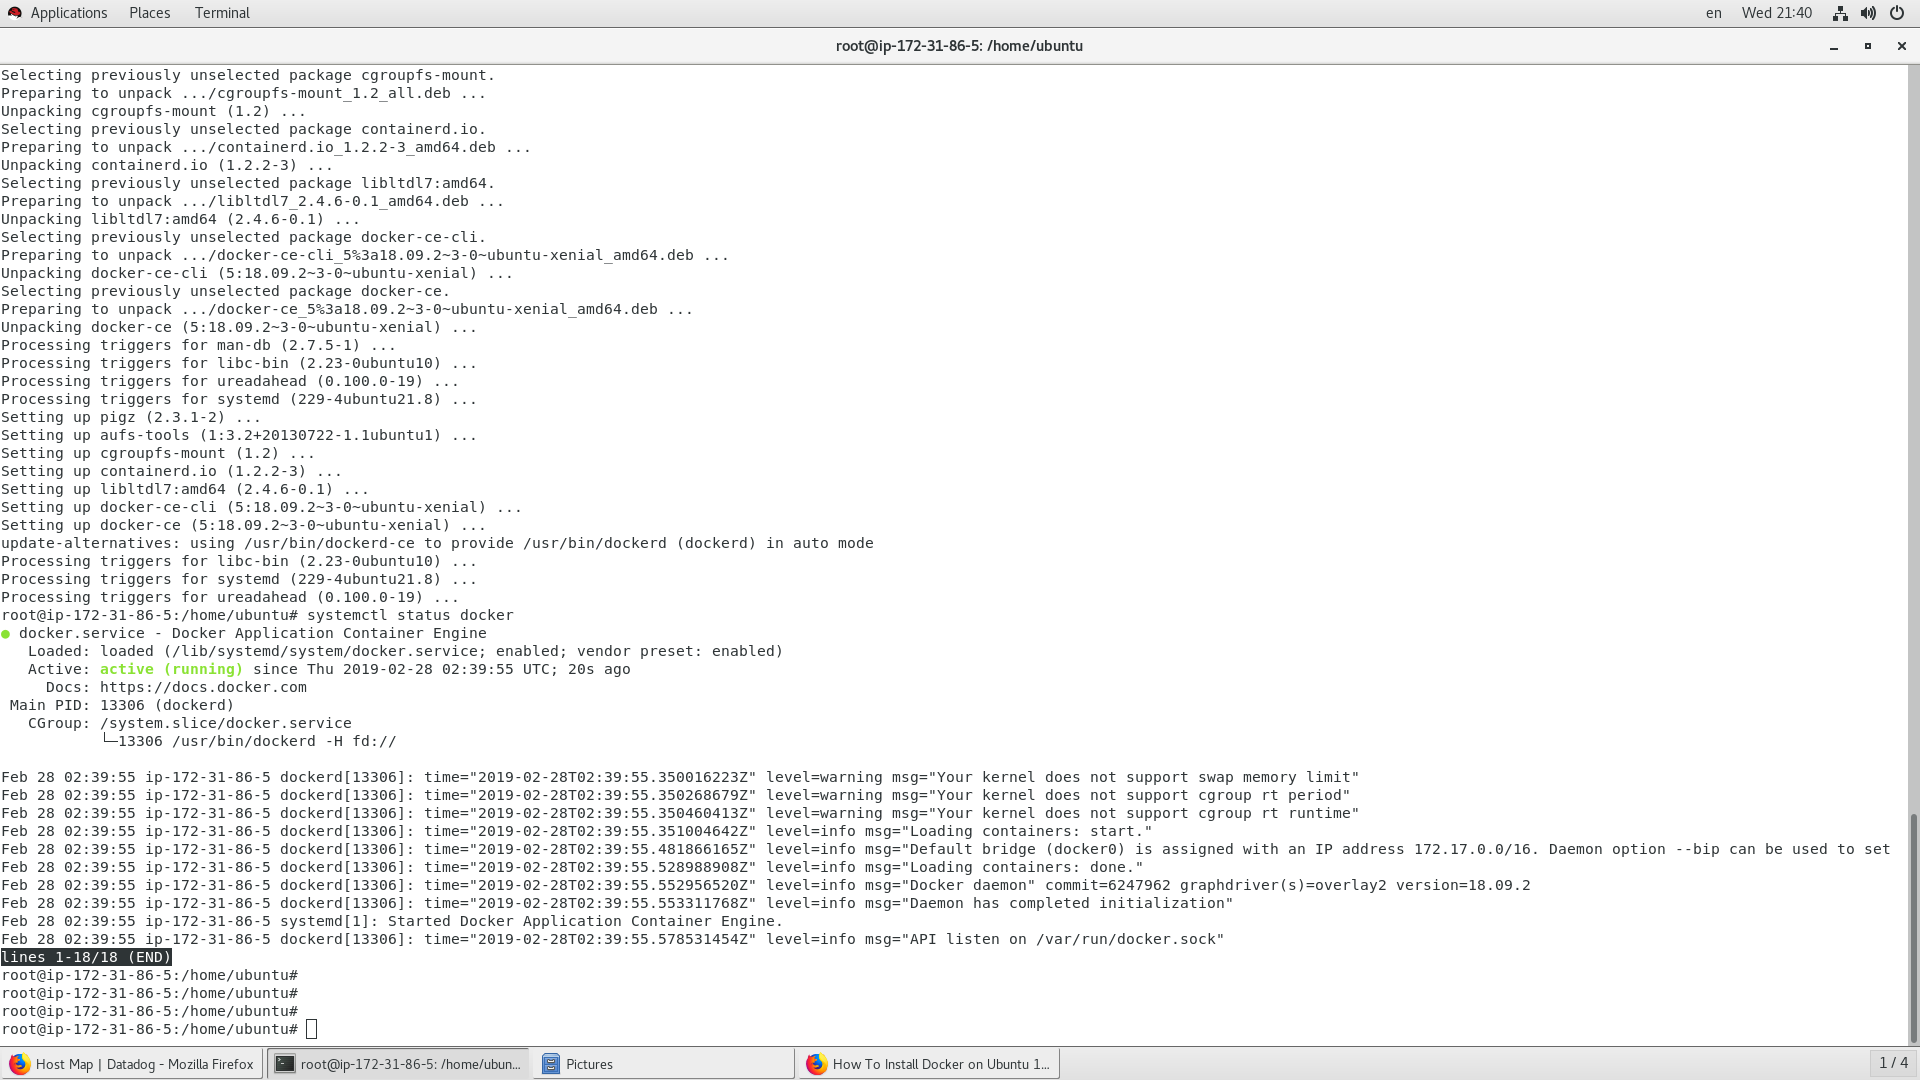 Applications Places Terminal en Wed 21:40
root@ip-172-31-86-5: /home/ubuntu
Selecting previously unselected package cgroupfs-mount.
Preparing to unpack .../cgroupfs-mount_1.2_all.deb ...
Unpacking cgroupfs-mount (1.2) ...
Selecting previously unselected package containerd.io.
Preparing to unpack .../containerd.io_1.2.2-3_amd64.deb ...
Unpacking containerd.io (1.2.2-3) ...
Selecting previously unselected package libltdl7:amd64.
Preparing to unpack .../libltdl7_2.4.6-0.1_amd64.deb ...
Unpacking libltdl7:amd64 (2.4.6-0.1) ...
Selecting previously unselected package docker-ce-cli.
Preparing to unpack .../docker-ce-cli_5%3a18.09.2~3-0~ubuntu-xenial_amd64.deb ...
Unpacking docker-ce-cli (5:18.09.2~3-0~ubuntu-xenial) ...
Selecting previously unselected package docker-ce.
Preparing to unpack .../docker-ce_5%3a18.09.2~3-0~ubuntu-xenial_amd64.deb ...
Unpacking docker-ce (5:18.09.2~3-0~ubuntu-xenial) ...
Processing triggers for man-db (2.7.5-1) ...
Processing triggers for libc-bin (2.23-0ubuntu10) ...
Processing triggers for ureadahead (0.100.0-19) ...
Processing triggers for systemd (229-4ubuntu21.8) ...
Setting up pigz (2.3.1-2) ...
Setting up aufs-tools (1:3.2+20130722-1.1ubuntu1) ...
Setting up cgroupfs-mount (1.2) ...
Setting up containerd.io (1.2.2-3) ...
Setting up libltdl7:amd64 (2.4.6-0.1) ...
Setting up docker-ce-cli (5:18.09.2~3-0~ubuntu-xenial) ...
Setting up docker-ce (5:18.09.2~3-0~ubuntu-xenial) ...
update-alternatives: using /usr/bin/dockerd-ce to provide /usr/bin/dockerd (dockerd) in auto mode
Processing triggers for libc-bin (2.23-0ubuntu10) ...
Processing triggers for systemd (229-4ubuntu21.8) ...
Processing triggers for ureadahead (0.100.0-19) ...
root@ip-172-31-86-5:/home/ubuntu# systemctl status docker
● docker.service - Docker Application Container Engine
   Loaded: loaded (/lib/systemd/system/docker.service; enabled; vendor preset: enabled)
   Active: active (running) since Thu 2019-02-28 02:39:55 UTC; 20s ago
     Docs: https://docs.docker.com
 Main PID: 13306 (dockerd)
   CGroup: /system.slice/docker.service
           └─13306 /usr/bin/dockerd -H fd://
Feb 28 02:39:55 ip-172-31-86-5 dockerd[13306]: time="2019-02-28T02:39:55.350016223Z" level=warning msg="Your kernel does not support swap memory limit"
Feb 28 02:39:55 ip-172-31-86-5 dockerd[13306]: time="2019-02-28T02:39:55.350268679Z" level=warning msg="Your kernel does not support cgroup rt period"
Feb 28 02:39:55 ip-172-31-86-5 dockerd[13306]: time="2019-02-28T02:39:55.350460413Z" level=warning msg="Your kernel does not support cgroup rt runtime"
Feb 28 02:39:55 ip-172-31-86-5 dockerd[13306]: time="2019-02-28T02:39:55.351004642Z" level=info msg="Loading containers: start."
Feb 28 02:39:55 ip-172-31-86-5 dockerd[13306]: time="2019-02-28T02:39:55.481866165Z" level=info msg="Default bridge (docker0) is assigned with an IP address 172.17.0.0/16. Daemon option --bip can be used to set
Feb 28 02:39:55 ip-172-31-86-5 dockerd[13306]: time="2019-02-28T02:39:55.528988908Z" level=info msg="Loading containers: done."
Feb 28 02:39:55 ip-172-31-86-5 dockerd[13306]: time="2019-02-28T02:39:55.552956520Z" level=info msg="Docker daemon" commit=6247962 graphdriver(s)=overlay2 version=18.09.2
Feb 28 02:39:55 ip-172-31-86-5 dockerd[13306]: time="2019-02-28T02:39:55.553311768Z" level=info msg="Daemon has completed initialization"
Feb 28 02:39:55 ip-172-31-86-5 systemd[1]: Started Docker Application Container Engine.
Feb 28 02:39:55 ip-172-31-86-5 dockerd[13306]: time="2019-02-28T02:39:55.578531454Z" level=info msg="API listen on /var/run/docker.sock"
lines 1-18/18 (END)
root@ip-172-31-86-5:/home/ubuntu#
root@ip-172-31-86-5:/home/ubuntu#
root@ip-172-31-86-5:/home/ubuntu#
root@ip-172-31-86-5:/home/ubuntu#
Host Map | Datadog - Mozilla Firefox root@ip-172-31-86-5: /home/ubun... Pictures How To Install Docker on Ubuntu 1... 1 / 4